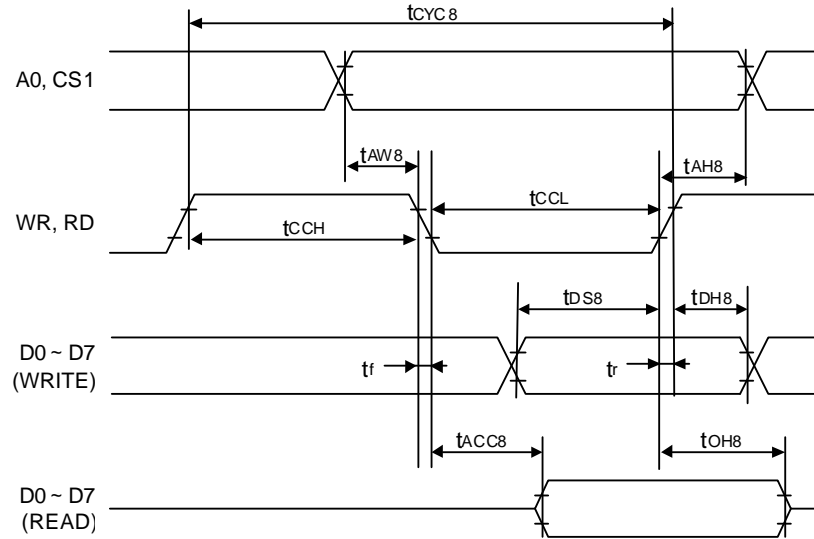 tCYC8
A0, CS1
tAW8
tAH8
WR, RD
tCCL
tCCH
tDS8
tDH8
D0 ~ D7
(WRITE)
tf
tr
tACC8
tOH8
D0 ~ D7
(READ)